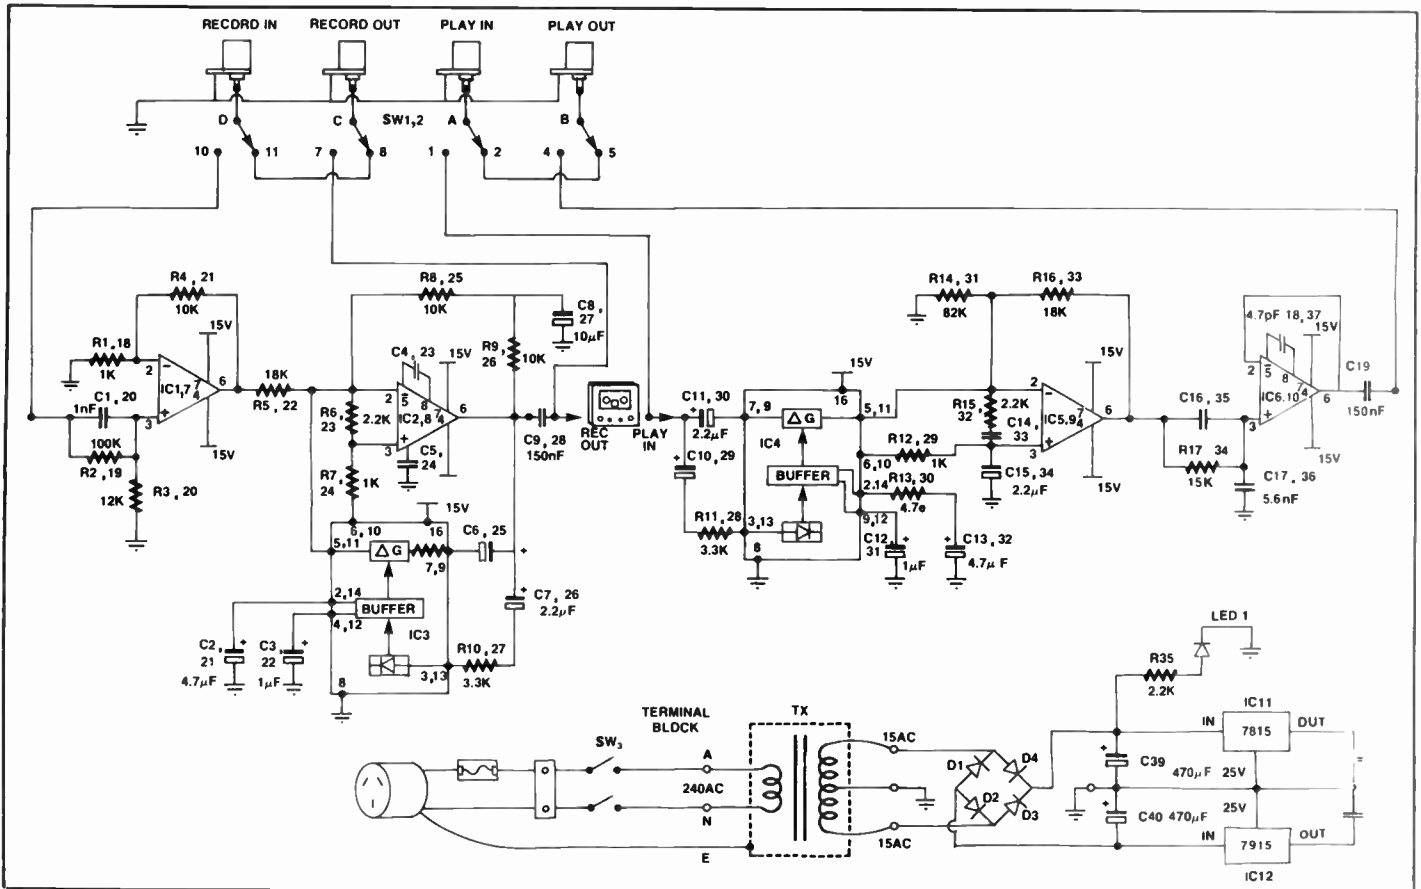 RECORD IN
RECORD OUT
PLAY IN
PLAY OUT
D
C
SW1,2
A
B
10
11
7
8
1
2
4
5
R4, 21
10K
15V
R1,18
1K
2
−
IC1,7
7
4
6
C1, 20
1nF
+
3
100K
R2, 19
12K
R3, 20
15V
18K
R5, 22
R8, 25
10K
C8,
27
10µF
R9,
26
10K
C4, 23
15V
2
5
8
7
4
IC2,8
6
+
3
C5,
24
R6,
23
2.2K
R7,
24
1K
C9, 28
150nF
REC
OUT
PLAY
IN
15V
6, 10
16
5,11
ΔG
7,9
C6, 25
+
2,14
BUFFER
4,12
IC3
3,13
8
C2,
21
4.7µF
+
C3
22
1µF
+
C7, 26
2.2µF
+
R10, 27
3.3K
C11, 30
+
2.2µF
C10, 29
+
R11, 28
3.3K
7, 9
ΔG
IC4
BUFFER
3,13
8
15V
16
5,11
6,10
R12, 29
1K
2.14
R13, 30
4.7e
9,12
C12,
31
1µF
+
C13, 32
4.7µF
+
R14, 31
82K
R16, 33
18K
R15,
32
2.2K
C14,
33
C15, 34
2.2µF
15V
2
−
IC5,9
7
4
6
+
3
15V
C16, 35
R17 34
15K
C17, 36
5.6nF
4.7pF 18, 37
15V
2
5
8
7
4
IC6,10
6
+
3
15V
C19
150nF
LED 1
R35
2.2K
TERMINAL
BLOCK
TX
SW3
A
240AC
N
E
15AC
15AC
D1
D4
D2
D3
+
C39
470µF 25V
+
C40 470µF
25V
IN
IC11
7815
OUT
IN
7915
OUT
IC12